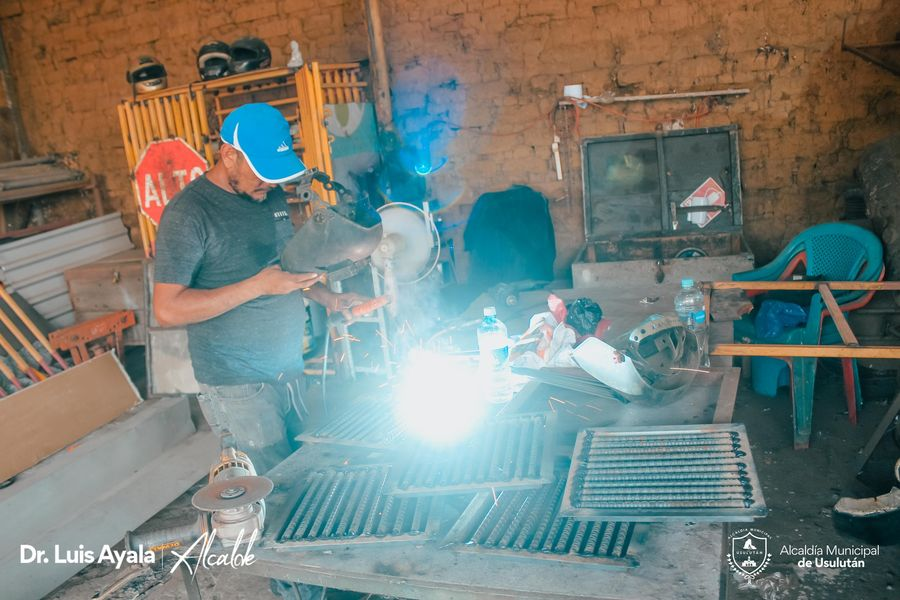 ALTO
Dr. Luis Ayala | Alcalde
Alcaldía Municipal
de Usulután